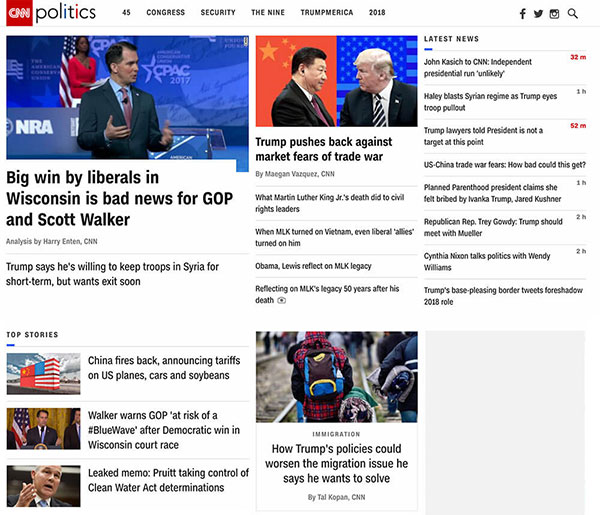 CNN politics
45 CONGRESS SECURITY THE NINE TRUMPMERICA 2018
CPAC
2017
NRA
Big win by liberals in
Wisconsin is bad news for GOP
and Scott Walker
Analysis by Harry Enten, CNN
Trump says he's willing to keep troops in Syria for
short-term, but wants exit soon
Trump pushes back against
market fears of trade war
By Maegan Vazquez, CNN
What Martin Luther King Jr.'s death did to civil
rights leaders
When MLK turned on Vietnam, even liberal 'allies'
turned on him
Obama, Lewis reflect on MLK legacy
Reflecting on MLK's legacy 50 years after his
death
LATEST NEWS
John Kasich to CNN: Independent
presidential run 'unlikely'
32 m
Haley blasts Syrian regime as Trump eyes
troop pullout
1 h
Trump lawyers told President is not a
target at this point
52 m
US-China trade war fears: How bad could this get?
Planned Parenthood president claims she
felt bribed by Ivanka Trump, Jared Kushner
1 h
Republican Rep. Trey Gowdy: Trump should
meet with Mueller
2 h
Cynthia Nixon talks politics with Wendy
Williams
2 h
Trump's base-pleasing border tweets foreshadow
2018 role
TOP STORIES
China fires back, announcing tariffs
on US planes, cars and soybeans
Walker warns GOP 'at risk of a
#BlueWave' after Democratic win in
Wisconsin court race
Leaked memo: Pruitt taking control of
Clean Water Act determinations
IMMIGRATION
How Trump's policies could
worsen the migration issue he
says he wants to solve
By Tal Kopan, CNN